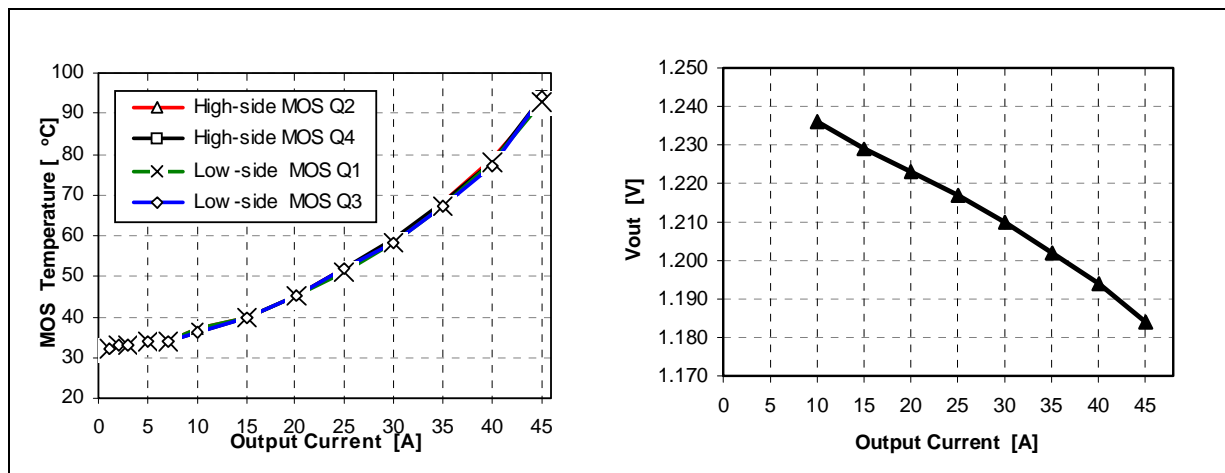 100
90
80
70
60
50
40
30
20
MOS Temperature [ ºC]
High-side MOS Q2
High-side MOS Q4
Low -side MOS Q1
Low -side MOS Q3
0 5 10 15 20 25 30 35 40 45
Output Current [A]
1.250
1.240
1.230
1.220
1.210
1.200
1.190
1.180
1.170
Vout [V]
0 5 10 15 20 25 30 35 40 45
Output Current [A]